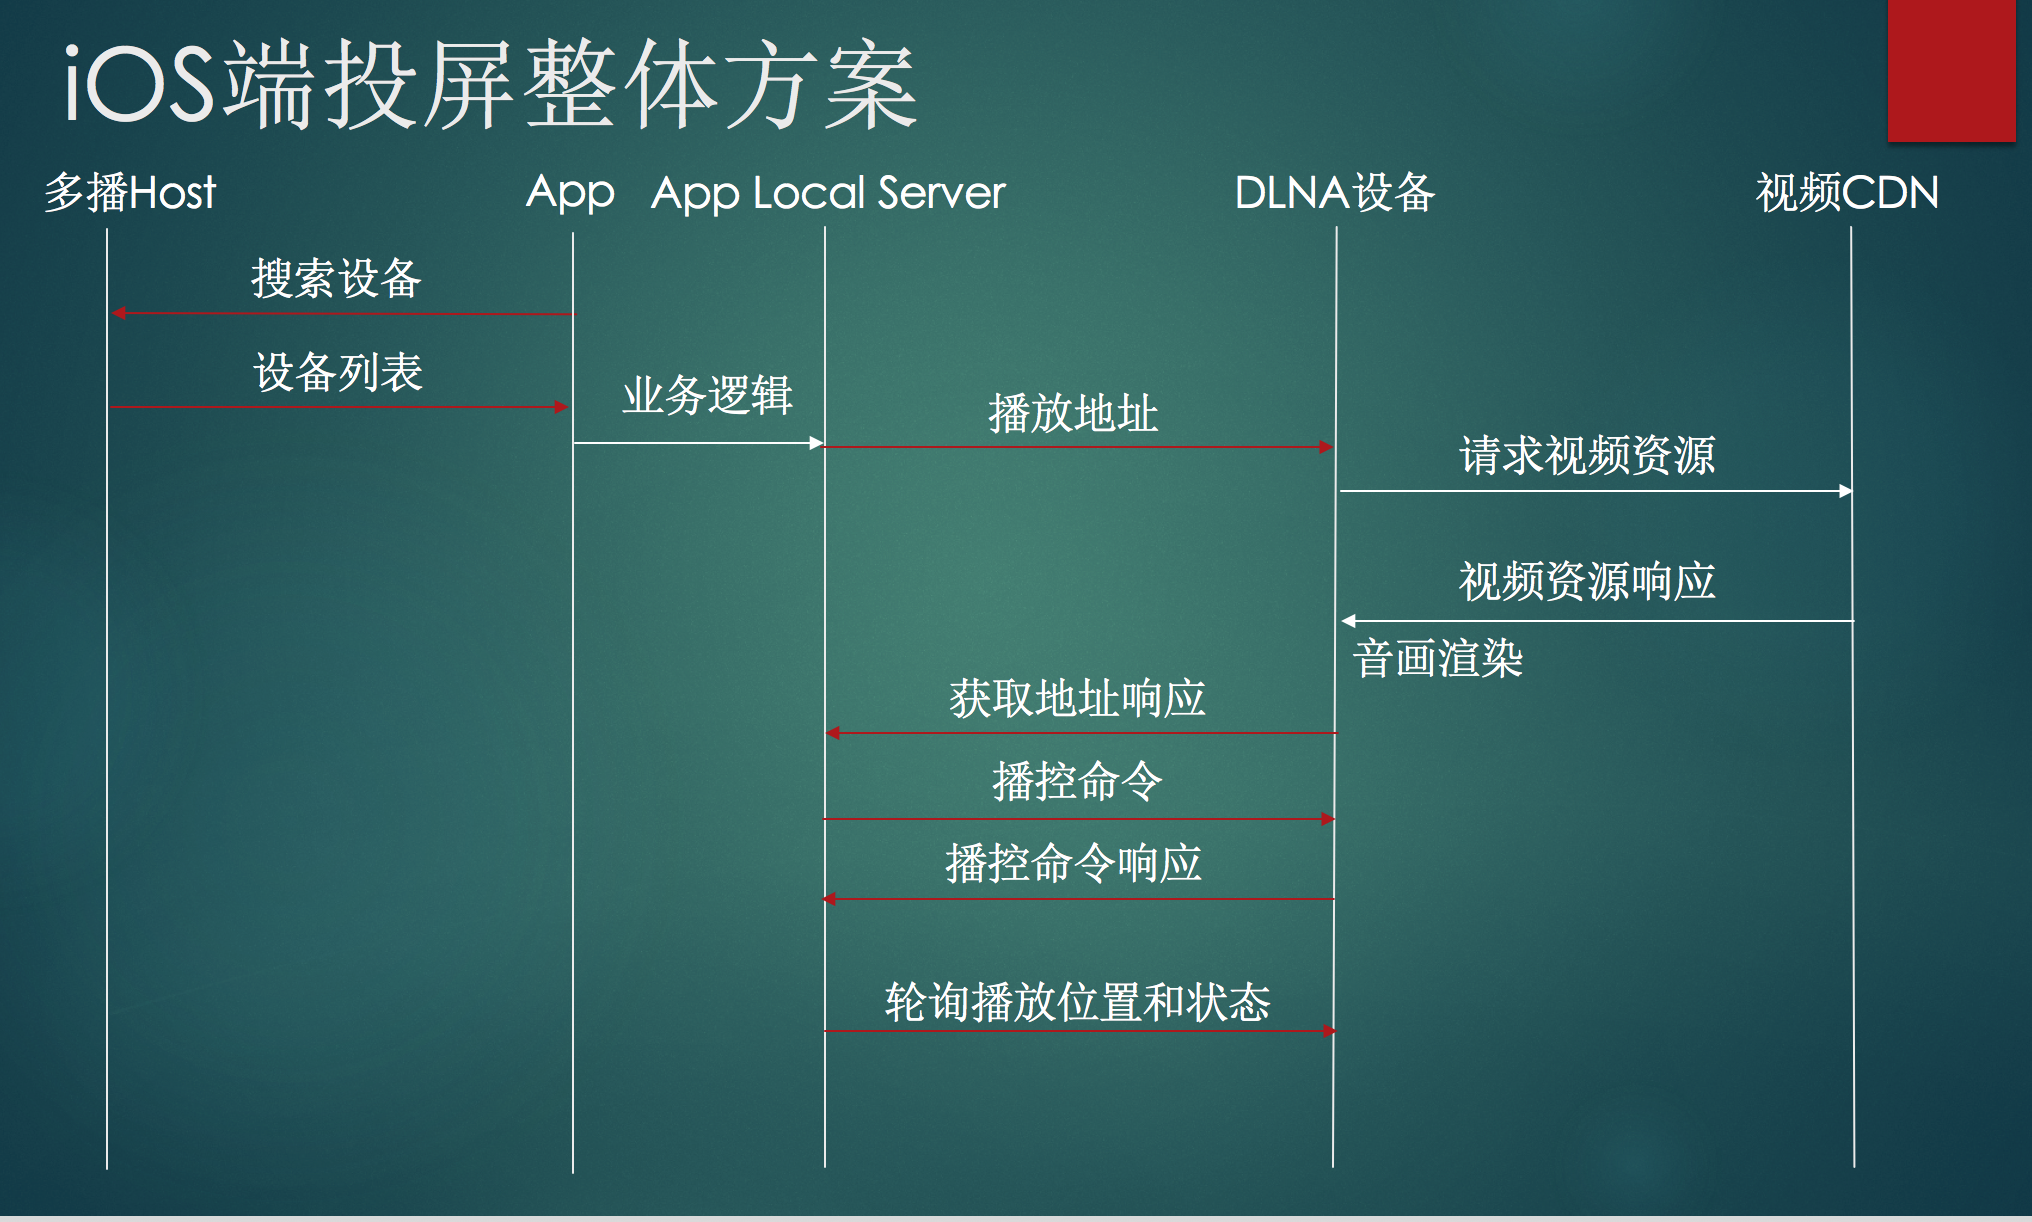 iOS端投屏整体方案
多播Host
App
App Local Server
DLNA设备
视频CDN
搜索设备
设备列表
业务逻辑
播放地址
请求视频资源
视频资源响应
音画渲染
获取地址响应
播控命令
播控命令响应
轮询播放位置和状态